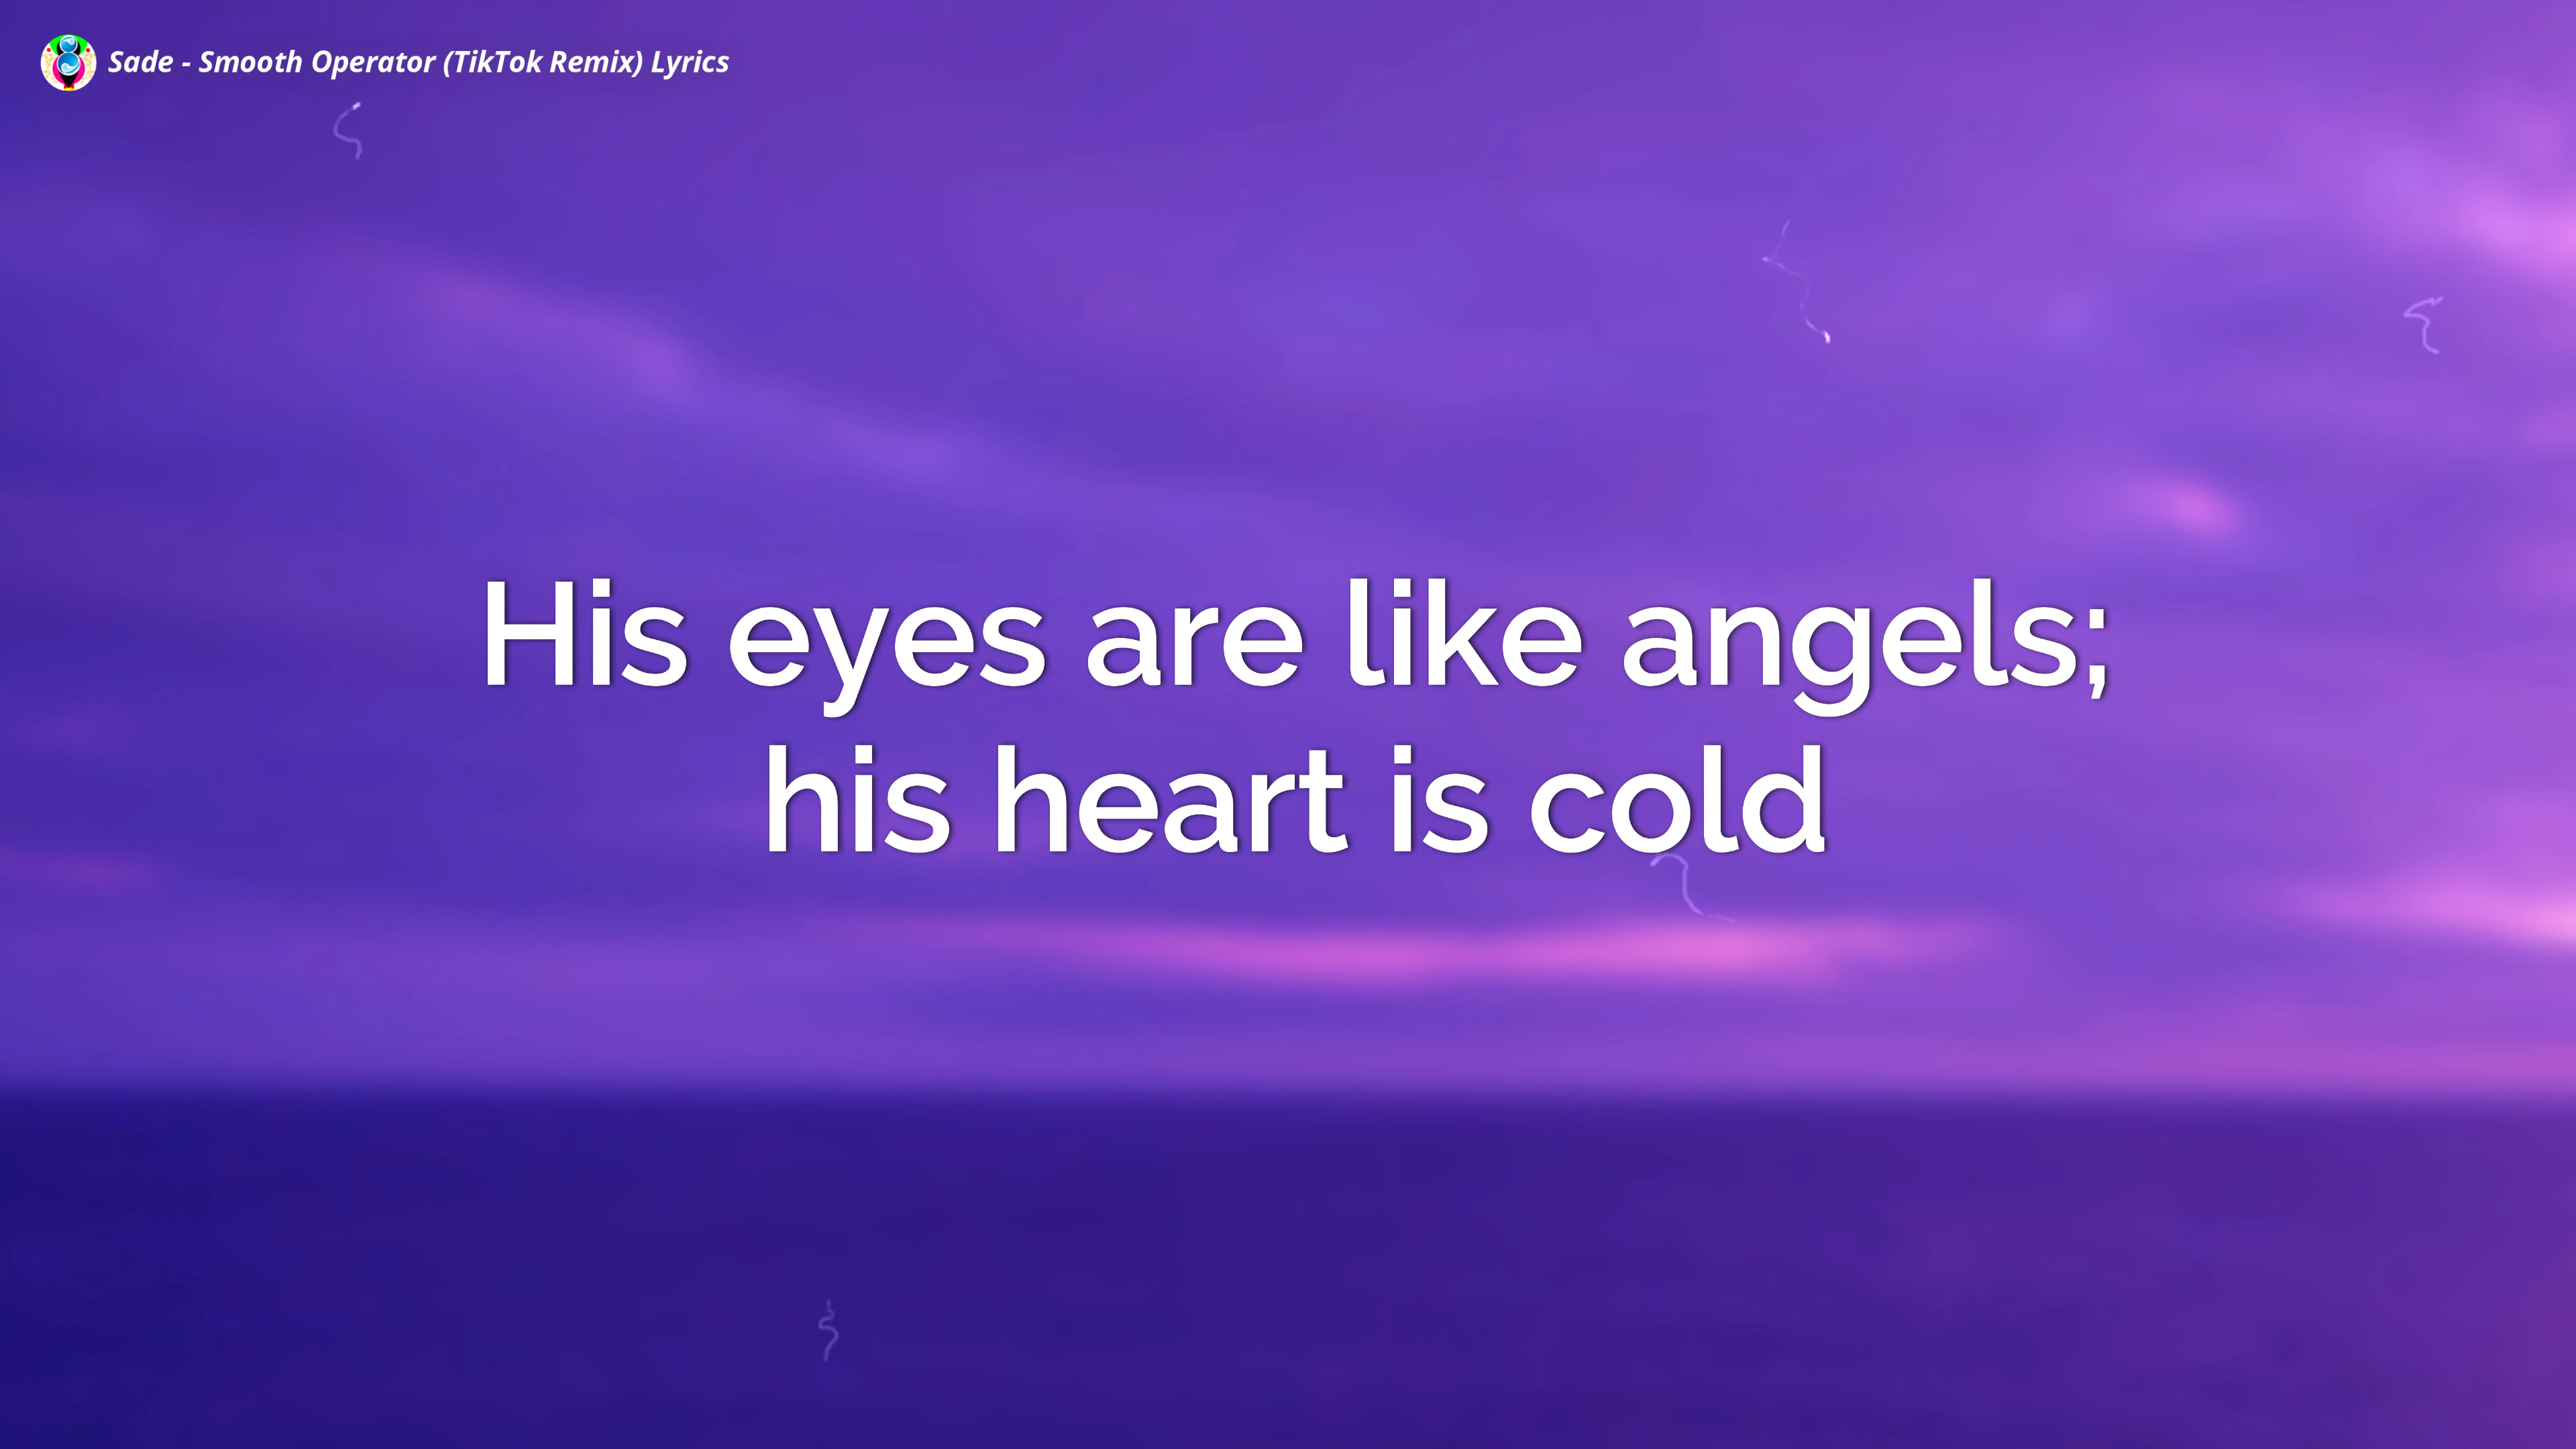 Sade - Smooth Operator (TikTok Remix) Lyrics
His eyes are like angels;
his heart is cold